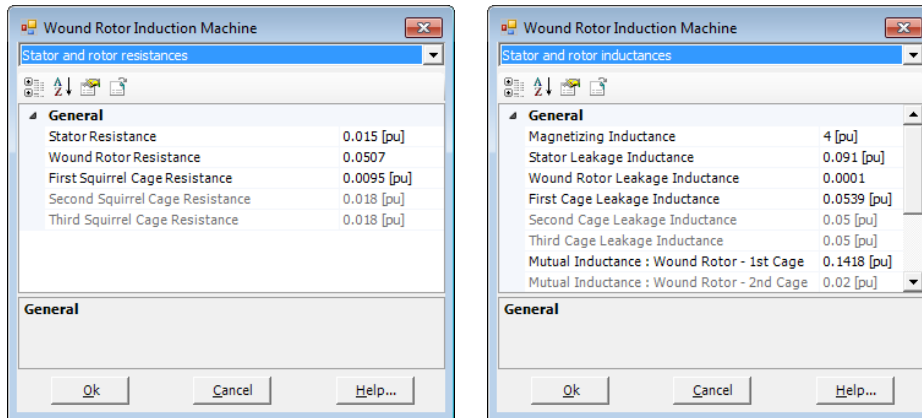 Wound Rotor Induction Machine
Stator and rotor resistances
General
Stator Resistance 0.015 [pu]
Wound Rotor Resistance 0.0507
First Squirrel Cage Resistance 0.0095 [pu]
Second Squirrel Cage Resistance 0.018 [pu]
Third Squirrel Cage Resistance 0.018 [pu]
General
Ok Cancel Help...
Wound Rotor Induction Machine
Stator and rotor inductances
General
Magnetizing Inductance 4 [pu]
Stator Leakage Inductance 0.091 [pu]
Wound Rotor Leakage Inductance 0.0001
First Cage Leakage Inductance 0.0539 [pu]
Second Cage Leakage Inductance 0.05 [pu]
Third Cage Leakage Inductance 0.05 [pu]
Mutual Inductance : Wound Rotor - 1st Cage 0.1418 [pu]
Mutual Inductance : Wound Rotor - 2nd Cage 0.02 [pu]
General
Ok Cancel Help...